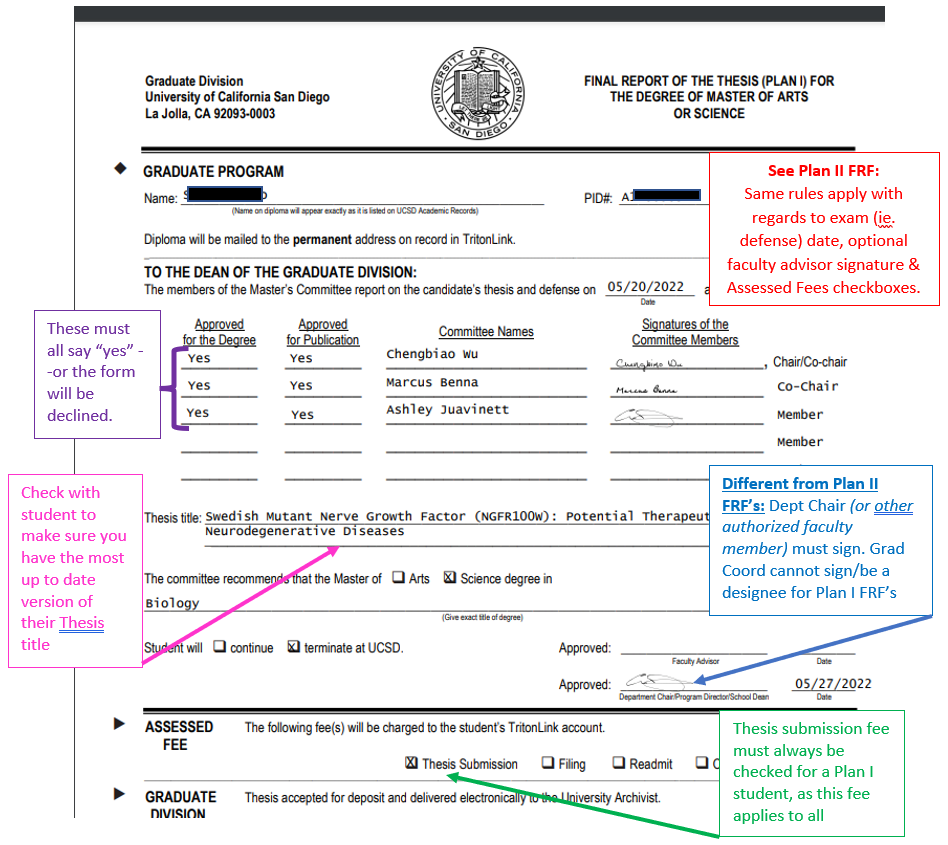 Graduate Division
University of California San Diego
La Jolla, CA 92093-0003
UNIVERSITY OF CALIFORNIA
SAN DIEGO
FINAL REPORT OF THE THESIS (PLAN I) FOR
THE DEGREE OF MASTER OF ARTS
OR SCIENCE
See Plan II FRF:
Same rules apply with
regards to exam (ie.
defense) date, optional
faculty advisor signature &
Assessed Fees checkboxes.
GRADUATE PROGRAM
Name:
PID#: A1
(Name on diploma will appear exactly as it is listed on UCSD Academic Records)
Diploma will be mailed to the permanent address on record in TritonLink.
TO THE DEAN OF THE GRADUATE DIVISION:
The members of the Master's Committee report on the candidate's thesis and defense on 05/20/2022
Date
These must
all say “yes” -
-or the form
will be
declined.
Approved
for the Degree
Approved
for Publication
Committee Names
Signatures of the
Committee Members
Yes Yes Chengbiao Wu Chengbiao Wu , Chair/Co-chair
Yes Yes Marcus Benna Marcus Benna Co-Chair
Yes Yes Ashley Juavinett Member
Member
Check with
student to
make sure you
have the most
up to date
version of
their Thesis
title
Different from Plan II
FRF’s: Dept Chair (or other
authorized faculty
member) must sign. Grad
Coord cannot sign/be a
designee for Plan I FRF’s
Thesis title: Swedish Mutant Nerve Growth Factor (NGFR100W): Potential Therapeut
Neurodegenerative Diseases
The committee recommends that the Master of Arts Science degree in
Biology
(Give exact title of degree)
Student will continue terminate at UCSD.
Approved:
Faculty Advisor Date
Approved: 05/27/2022
Department Chair/Program Director/School Dean Date
ASSESSED
FEE
The following fee(s) will be charged to the student's TritonLink account.
Thesis Submission Filing Readmit
Thesis submission fee
must always be
checked for a Plan I
student, as this fee
applies to all
GRADUATE
DIVISION
Thesis accepted for deposit and delivered electronically to the University Archivist.